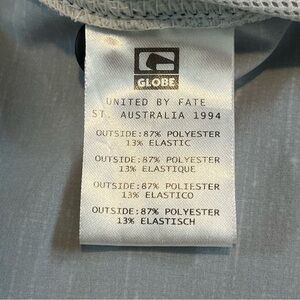 GLOBE
UNITED BY FATE
ST. AUSTRALIA 1994
OUTSIDE:87% POLYESTER
13% ELASTIC
OUTSIDE:87% POLYESTER
13% ELASTIQUE
OUTSIDE:87% POLIESTER
13% ELASTICO
OUTSIDE:87% POLYESTER
13% ELASTISCH